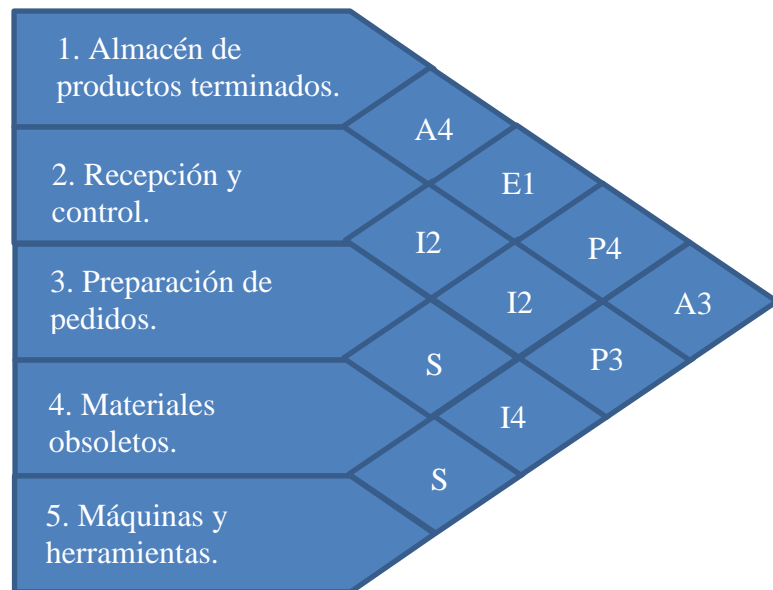 1. Almacén de
productos terminados.
A4
E1
2. Recepción y
control.
I2
P4
I2
A3
3. Preparación de
pedidos.
S
P3
I4
4. Materiales
obsoletos.
S
5. Máquinas y
herramientas.